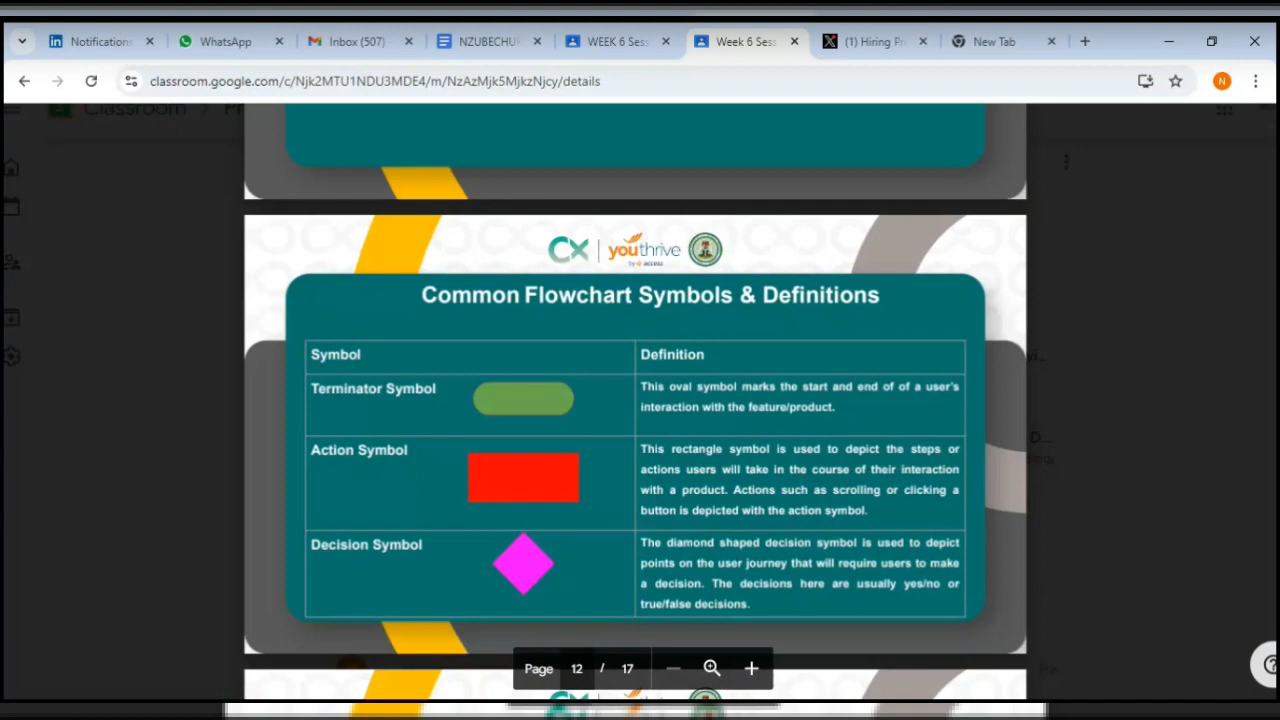 Notifications
WhatsApp
Inbox (507)
NZUBECHUK
WEEK 6 Sess
Week 6 Sess
(1) Hiring Pr
New Tab
classroom.google.com/c/Njk2MTU1NDU3MDE4/m/NzAzMjk5MjkzNjcy/details
N
Classroom
CX | youthrive
by access
Common Flowchart Symbols & Definitions
Symbol
Definition
Terminator Symbol
This oval symbol marks the start and end of of a user's
interaction with the feature/product.
Action Symbol
This rectangle symbol is used to depict the steps or
actions users will take in the course of their interaction
with a product. Actions such as scrolling or clicking a
button is depicted with the action symbol.
Decision Symbol
The diamond shaped decision symbol is used to depict
points on the user journey that will require users to make
a decision. The decisions here are usually yes/no or
true/false decisions.
Page 12 / 17